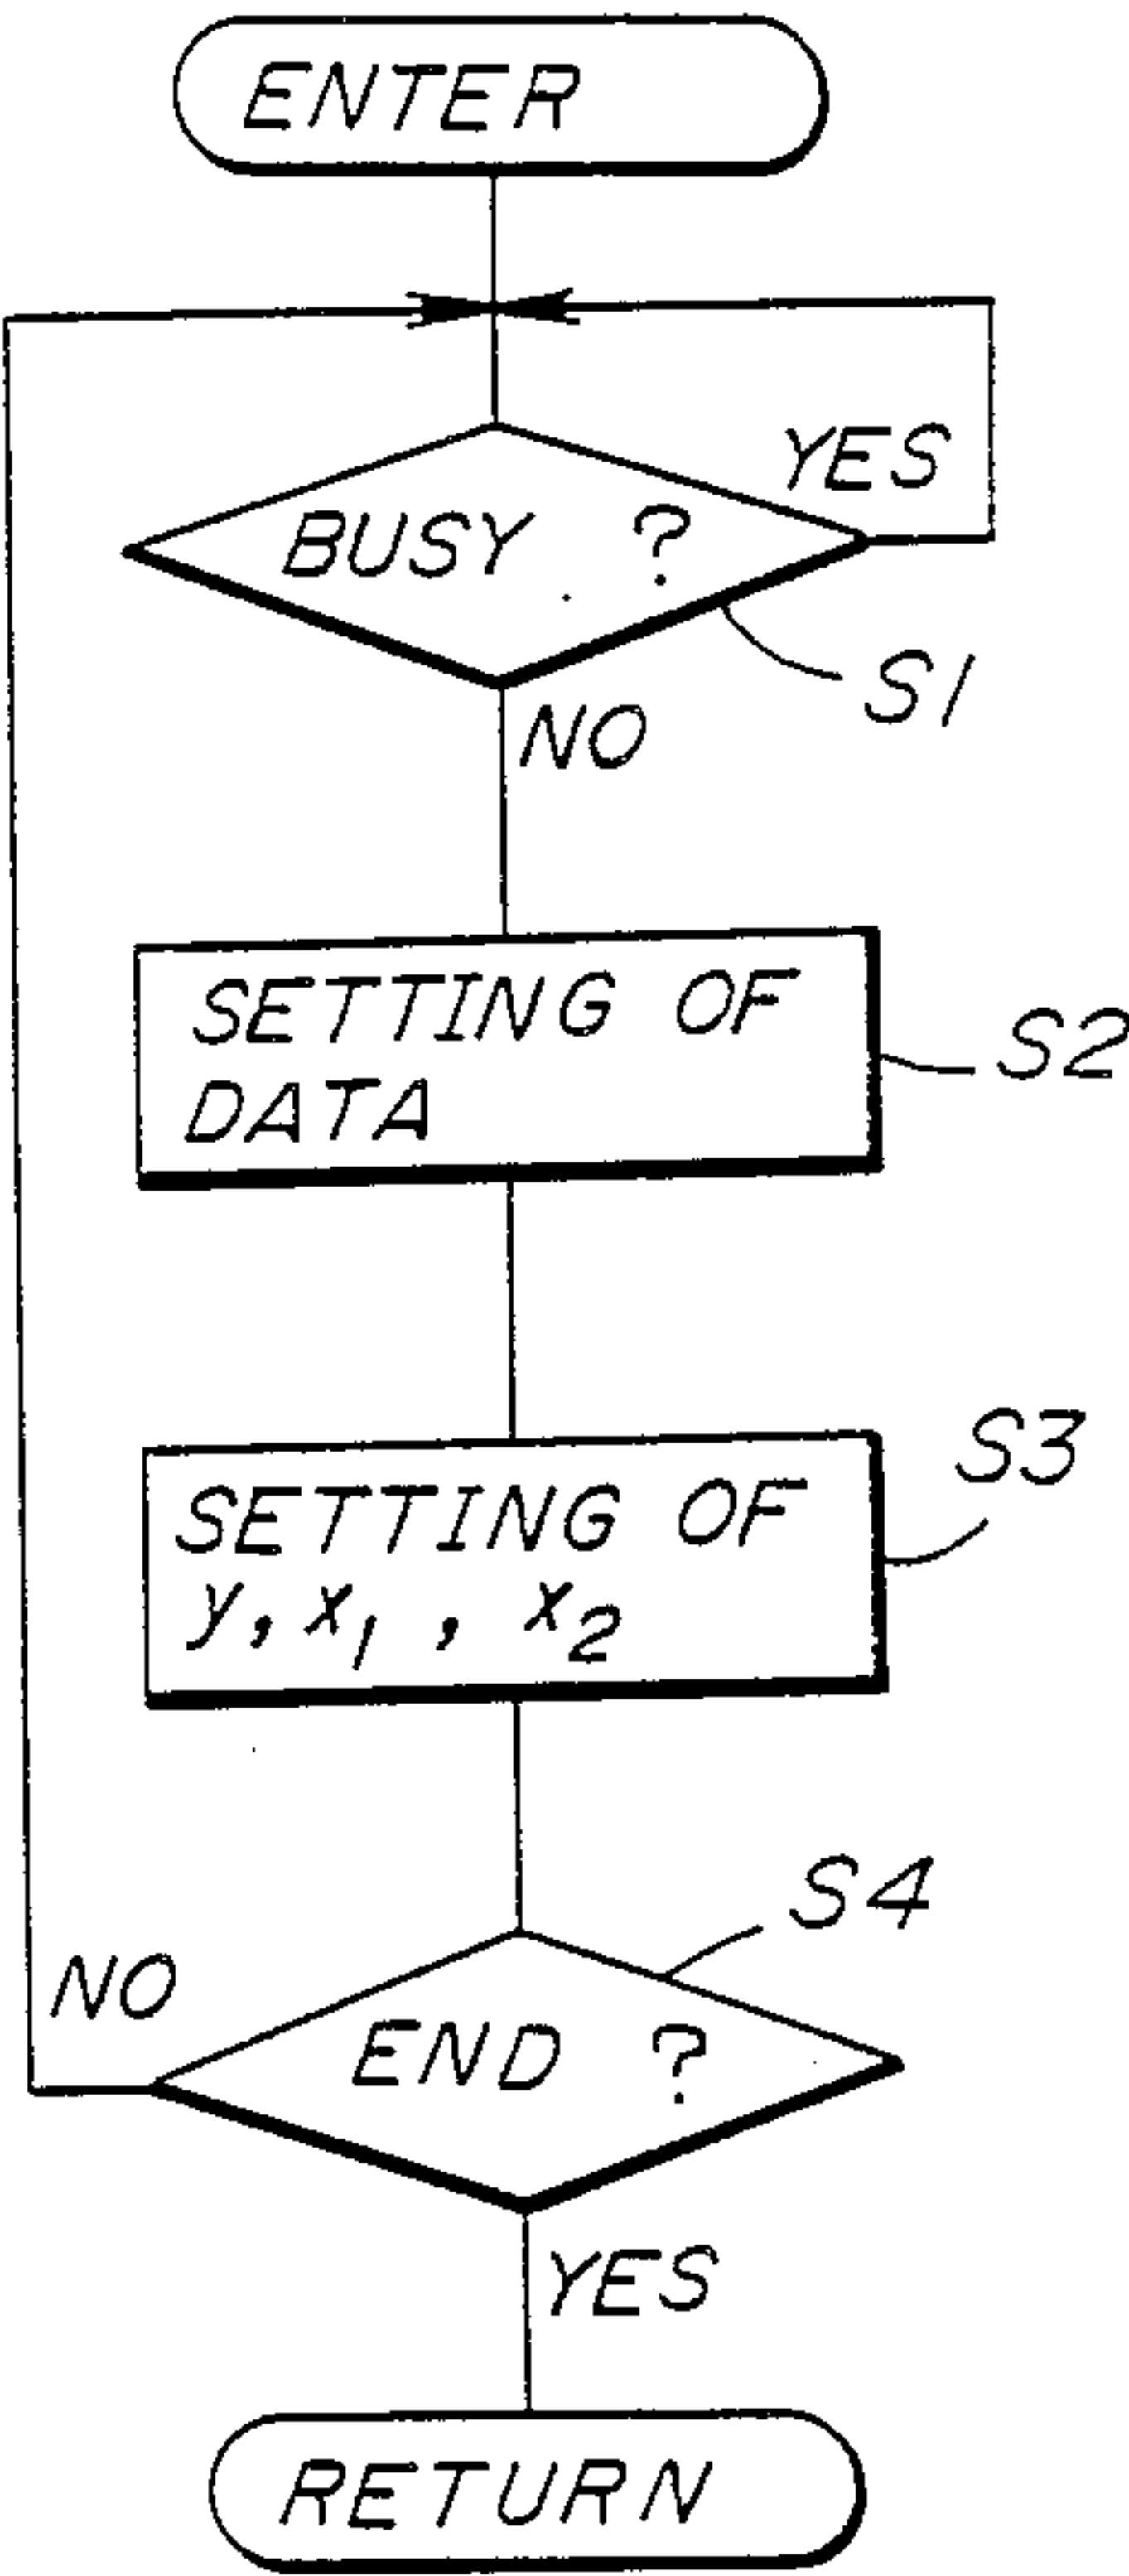 ENTER
YES
BUSY ?
S1
NO
SETTING OF
DATA
S2
S3
SETTING OF
y, x₁, x₂
S4
NO
END ?
YES
RETURN